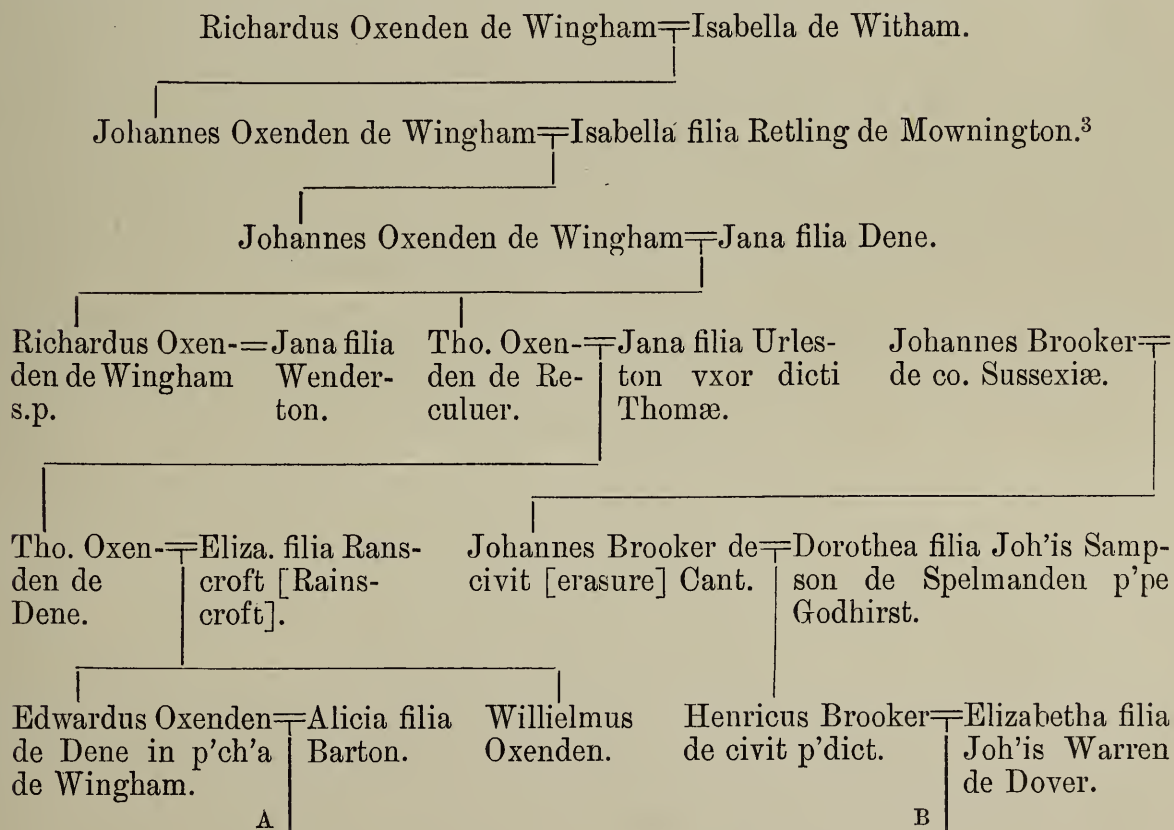 Richardus Oxenden de Wingham=Isabella de Witham.
Johannes Oxenden de Wingham=Isabella filia Retling de Mownington.³
Johannes Oxenden de Wingham=Jana filia Dene.
Richardus Oxen-
den de Wingham
s.p.
=Jana filia
Wender-
ton.
Tho. Oxen-
den de Re-
culuer.
=Jana filia Urles-
ton vxor dicti
Thomæ.
Johannes Brooker=
de co. Sussexiæ.
Tho. Oxen-
den de
Dene.
=Eliza. filia Rans-
croft [Rains-
croft].
Johannes Brooker de
civit [erasure] Cant.
=Dorothea filia Joh'is Samp-
son de Spelmanden p'pe
Godhirst.
Edwardus Oxenden
de Dene in p'ch'a
de Wingham.
=Alicia filia
Barton.
Willielmus
Oxenden.
Henricus Brooker
de civit p'dict.
=Elizabetha filia
Joh'is Warren
de Dover.
A
B